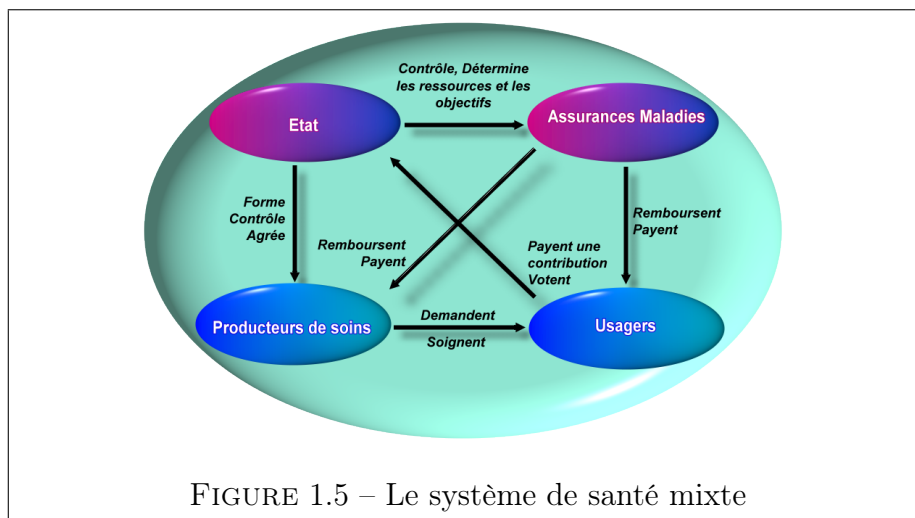 Contrôle, Détermine
les ressources et les
objectifs
Etat
Assurances Maladies
Forme
Contrôle
Agrée
Remboursent
Payent
Payent une
contribution
Votent
Remboursent
Payent
Producteurs de soins
Demandent
Soignent
Usagers
FIGURE 1.5 – Le système de santé mixte